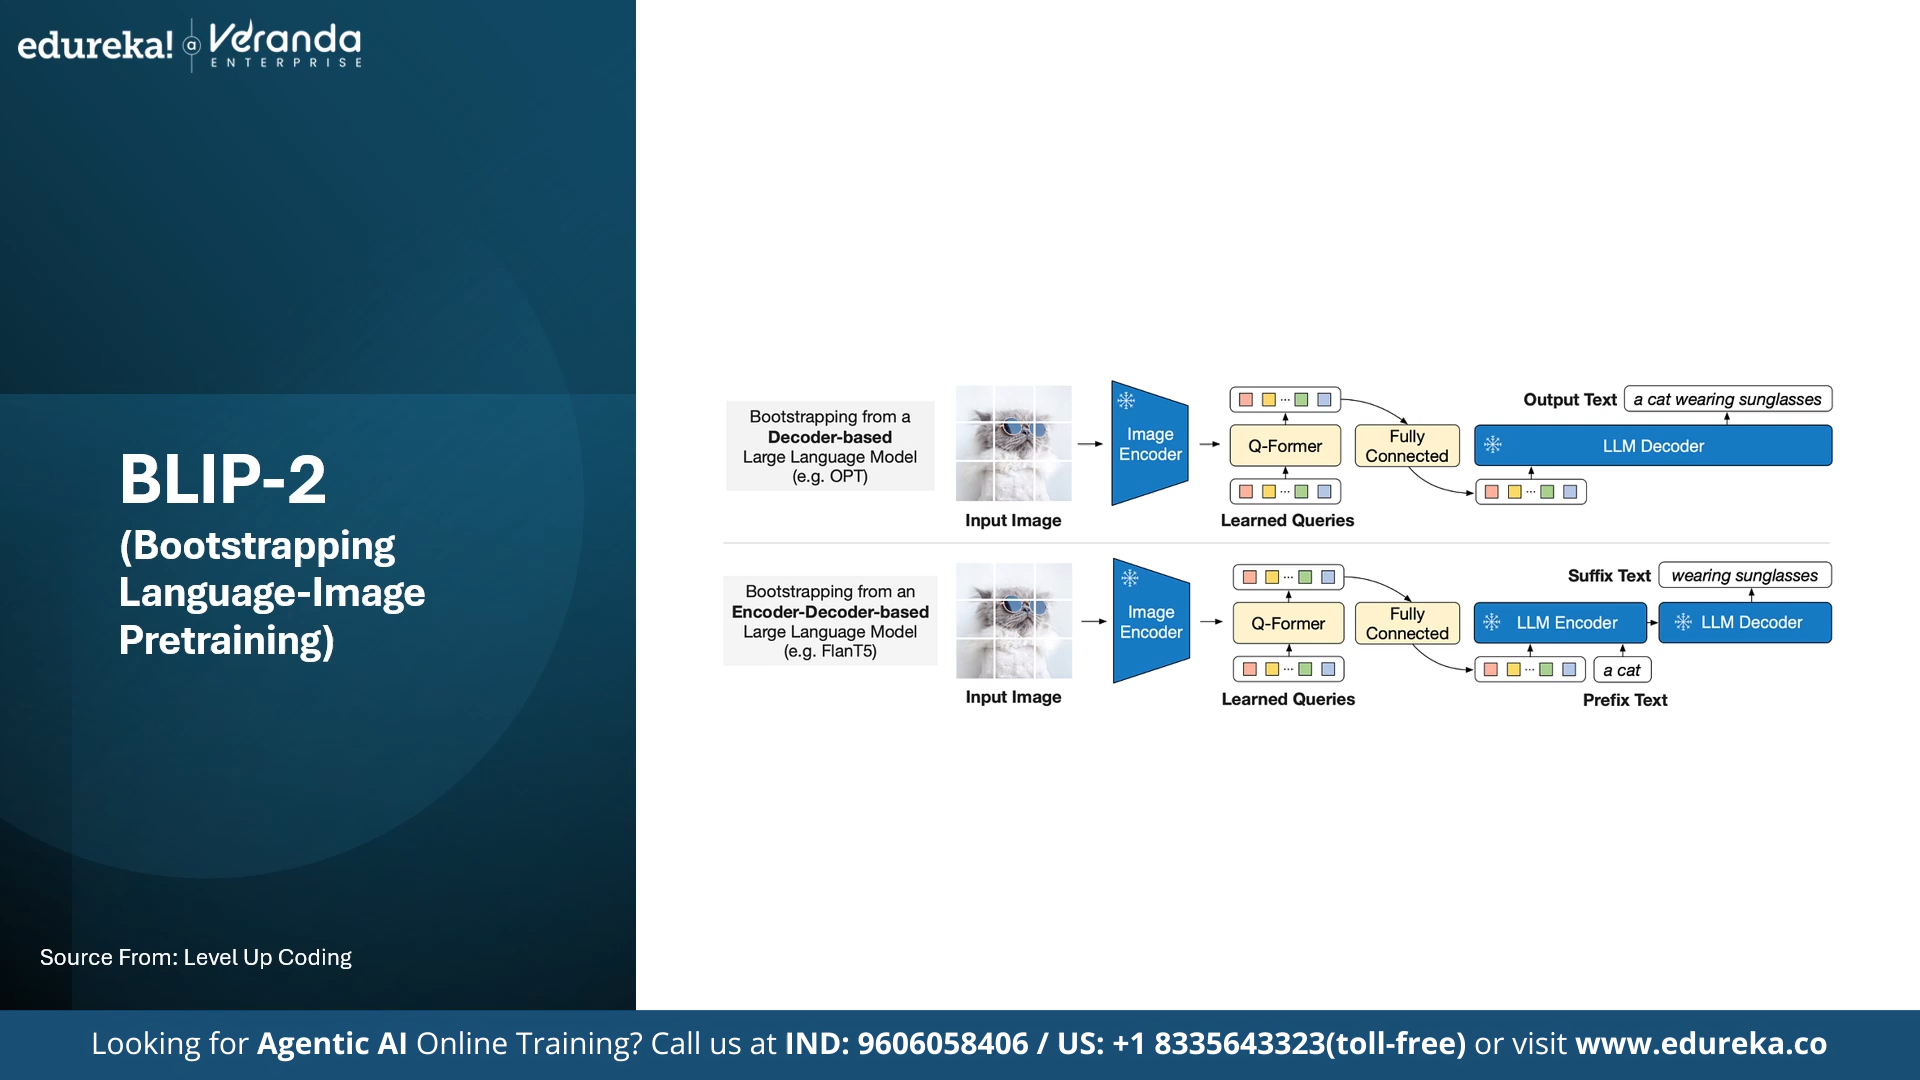 edureka! a Veranda
ENTERPRISE
BLIP-2
(Bootstrapping
Language-Image
Pretraining)
Source From: Level Up Coding
Bootstrapping from a
Decoder-based
Large Language Model
(e.g. OPT)
Input Image
Image
Encoder
Q-Former
Learned Queries
Fully
Connected
Output Text
a cat wearing sunglasses
LLM Decoder
Bootstrapping from an
Encoder-Decoder-based
Large Language Model
(e.g. FlanT5)
Input Image
Image
Encoder
Q-Former
Learned Queries
Fully
Connected
Suffix Text
wearing sunglasses
LLM Encoder
LLM Decoder
a cat
Prefix Text
Looking for Agentic AI Online Training? Call us at IND: 9606058406 / US: +1 8335643323(toll-free) or visit www.edureka.co